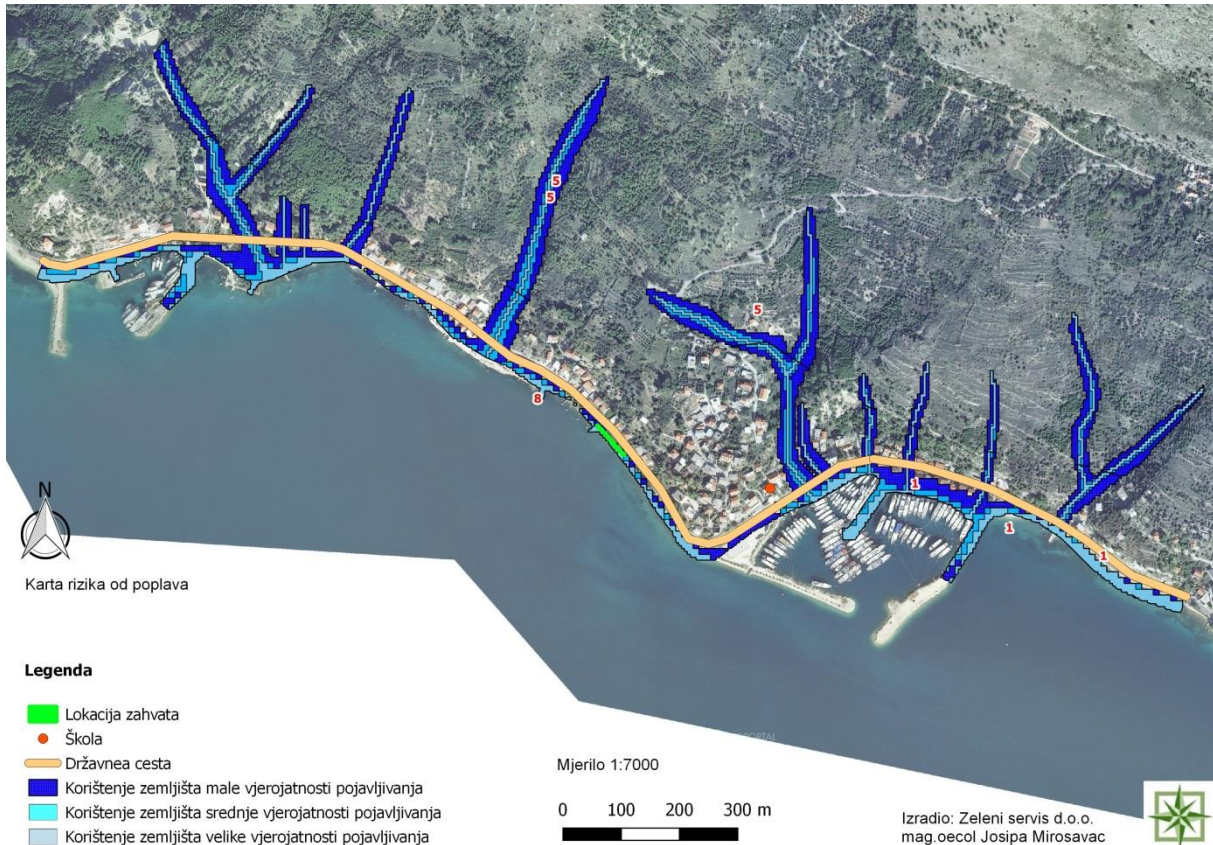 5
5
5
8
1
1
1
N
Karta rizika od poplava
Legenda
Lokacija zahvata
Škola
Državnea cesta
Korištenje zemljišta male vjerojatnosti pojavljivanja
Korištenje zemljišta srednje vjerojatnosti pojavljivanja
Korištenje zemljišta velike vjerojatnosti pojavljivanja
Mjerilo 1:7000
0 100 200 300 m
Izradio: Zeleni servis d.o.o.
mag.oecol Josipa Mirosavac